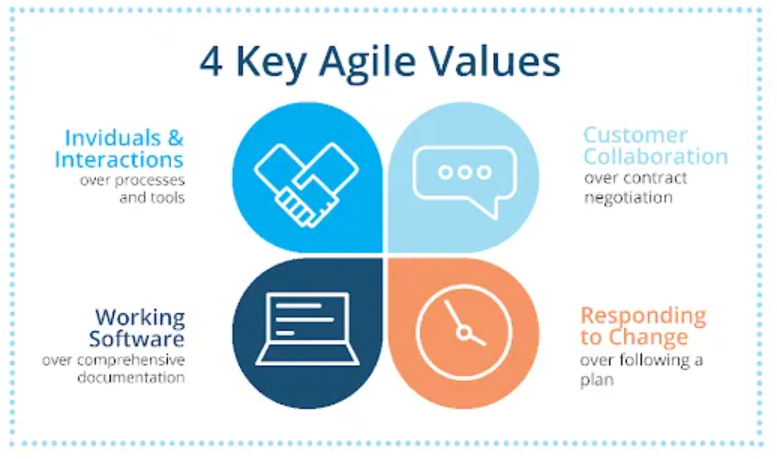 4 Key Agile Values
Inviduals &
Interactions
over processes
and tools
Customer
Collaboration
over contract
negotiation
Working
Software
over comprehensive
documentation
Responding
to Change
over following a
plan